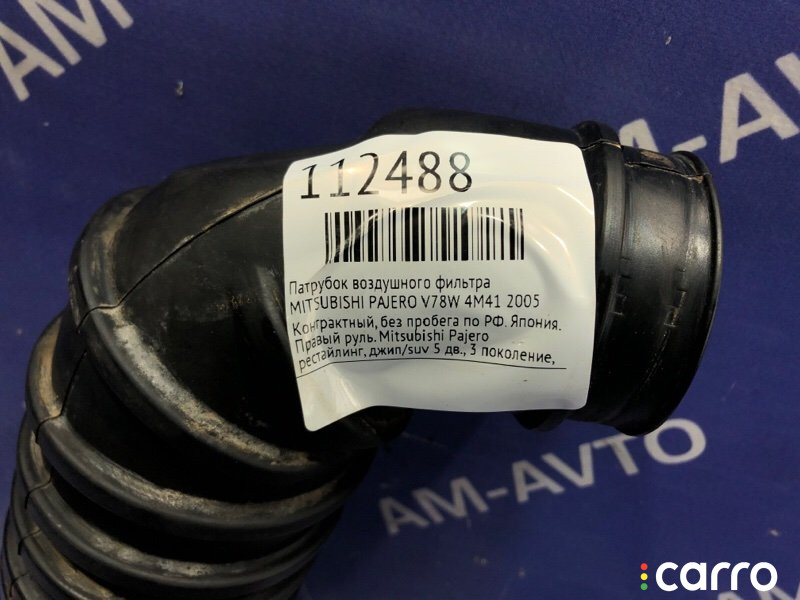 AM-AVTO
AM-AVTO
112488
Патрубок воздушного фильтра
MITSUBISHI PAJERO V78W 4M41 2005
Контрактный, без пробега по РФ. Япония.
Правый руль. Mitsubishi Pajero
рестайлинг, джип/suv 5 дв., 3 поколение,
AM-AVTO
carro